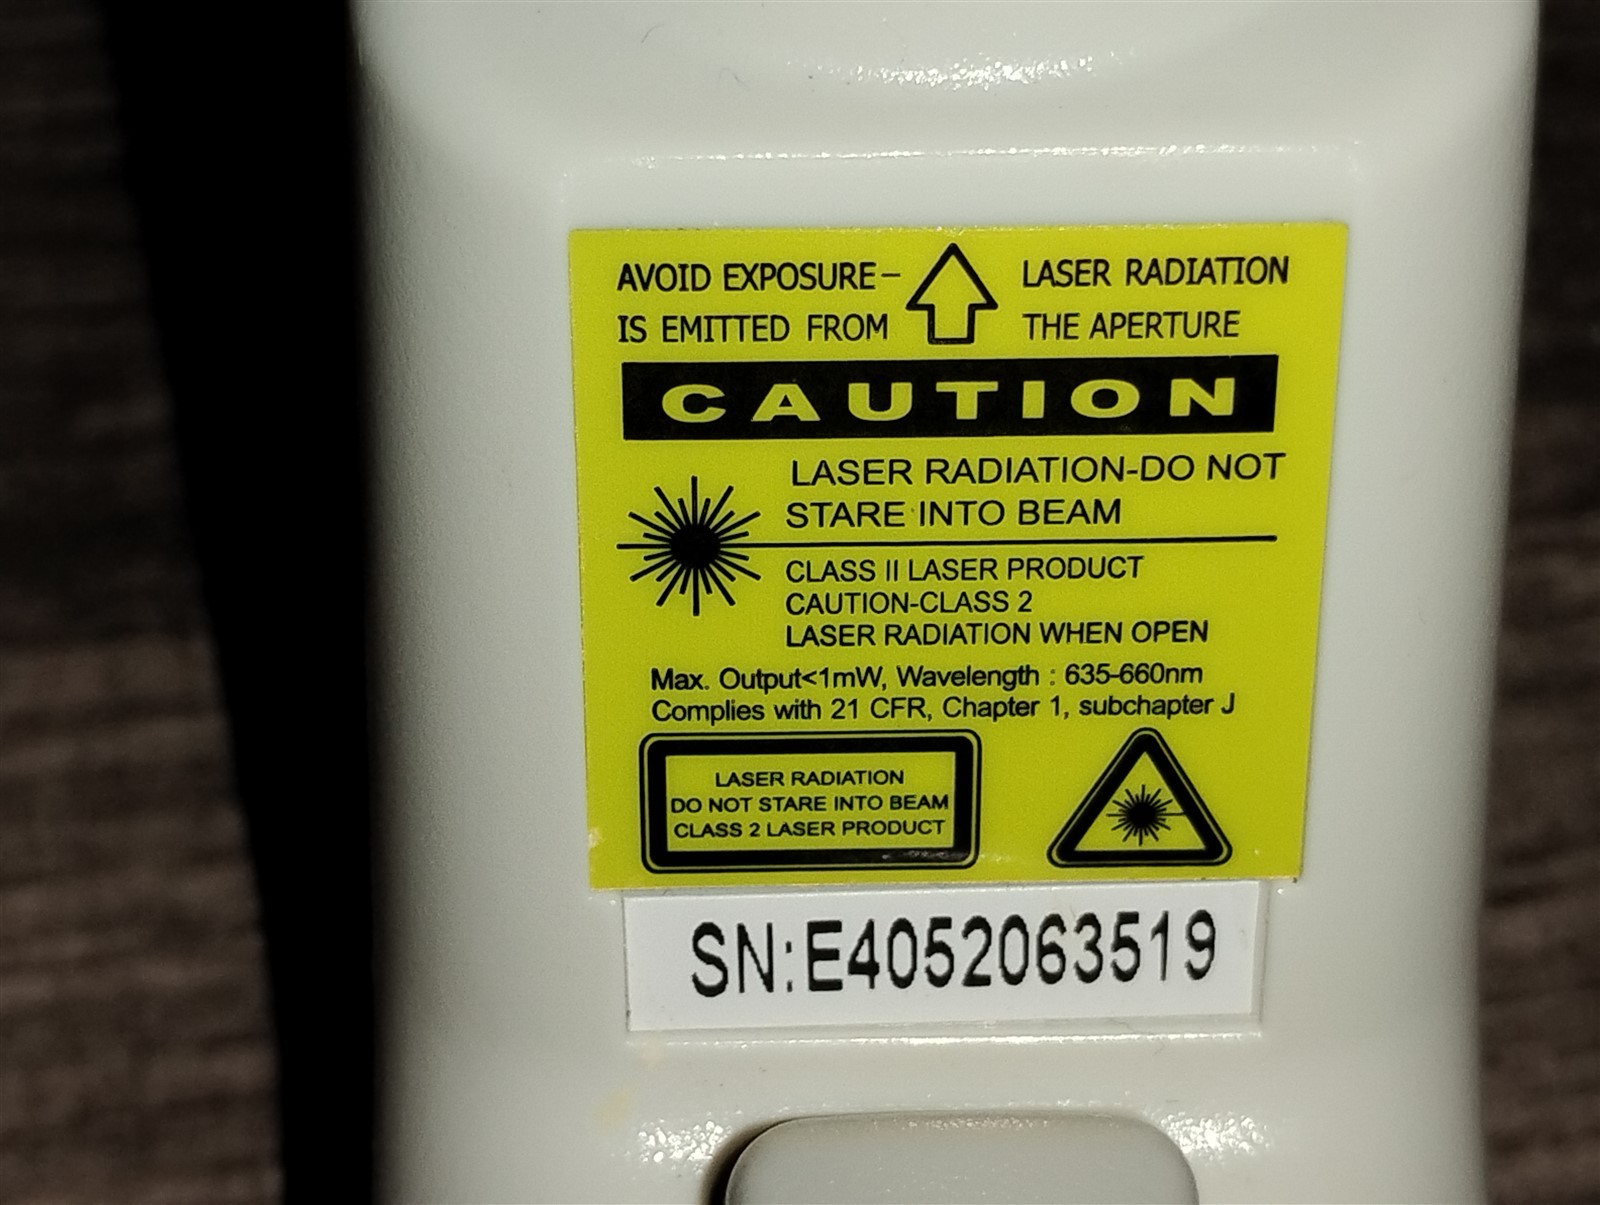 AVOID EXPOSURE– LASER RADIATION
IS EMITTED FROM THE APERTURE
CAUTION
LASER RADIATION-DO NOT
STARE INTO BEAM
CLASS II LASER PRODUCT
CAUTION-CLASS 2
LASER RADIATION WHEN OPEN
Max. Output<1mW, Wavelength : 635-660nm
Complies with 21 CFR, Chapter 1, subchapter J
LASER RADIATION
DO NOT STARE INTO BEAM
CLASS 2 LASER PRODUCT
SN:E4052063519